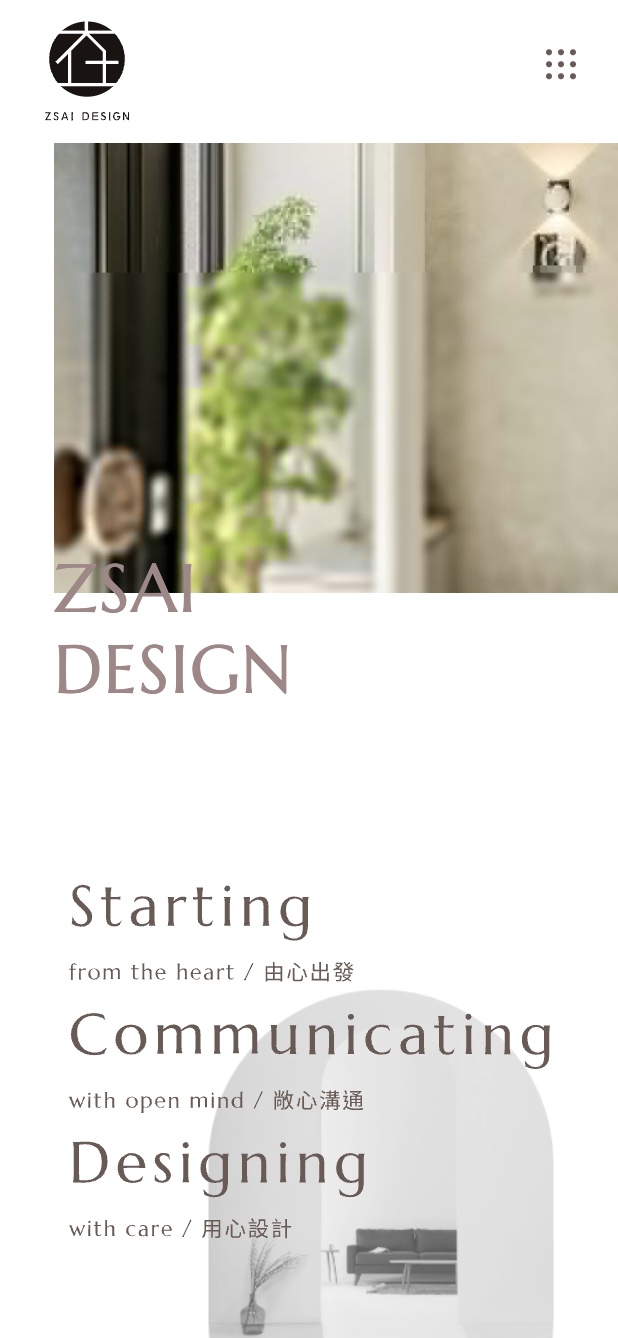 ZSAI DESIGN
ZSAI
DESIGN
Starting
from the heart / 由心出發
Communicating
with open mind / 敞心溝通
Designing
with care / 用心設計